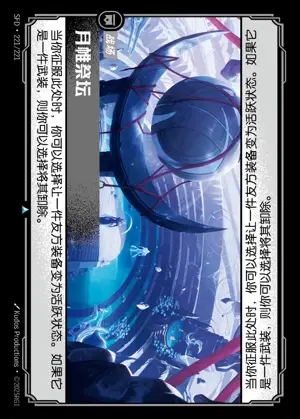 当你征服此处时，你可以选择让一件友方装备变为活跃状态。如果它
是一件武装，则你可以选择将其卸除。
战场
月帷祭坛
当你征服此处时，你可以选择让一件友方装备变为活跃状态。如果它
是一件武装，则你可以选择将其卸除。
SFD • 221/221
Kudos Productions
©2025RGI